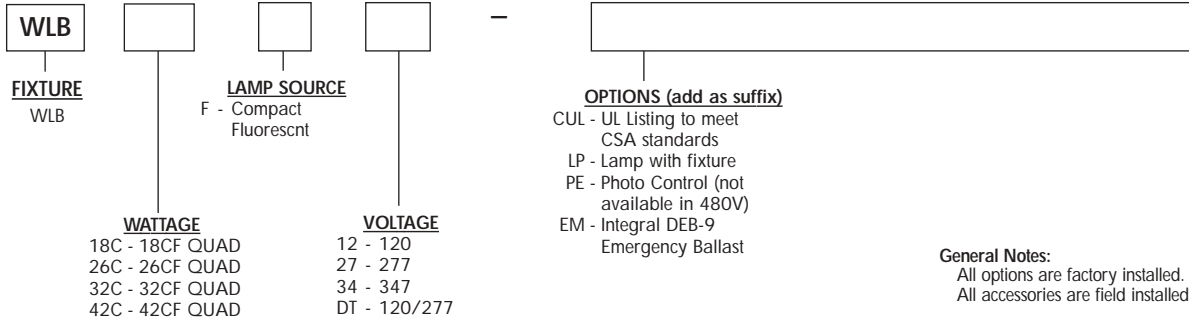 WLB
–
FIXTURE
WLB
LAMP SOURCE
F - Compact
Fluorescnt
WATTAGE
18C - 18CF QUAD
26C - 26CF QUAD
32C - 32CF QUAD
42C - 42CF QUAD
VOLTAGE
12 - 120
27 - 277
34 - 347
DT - 120/277
OPTIONS (add as suffix)
CUL - UL Listing to meet
CSA standards
LP - Lamp with fixture
PE - Photo Control (not
available in 480V)
EM - Integral DEB-9
Emergency Ballast
General Notes:
All options are factory installed.
All accessories are field installed